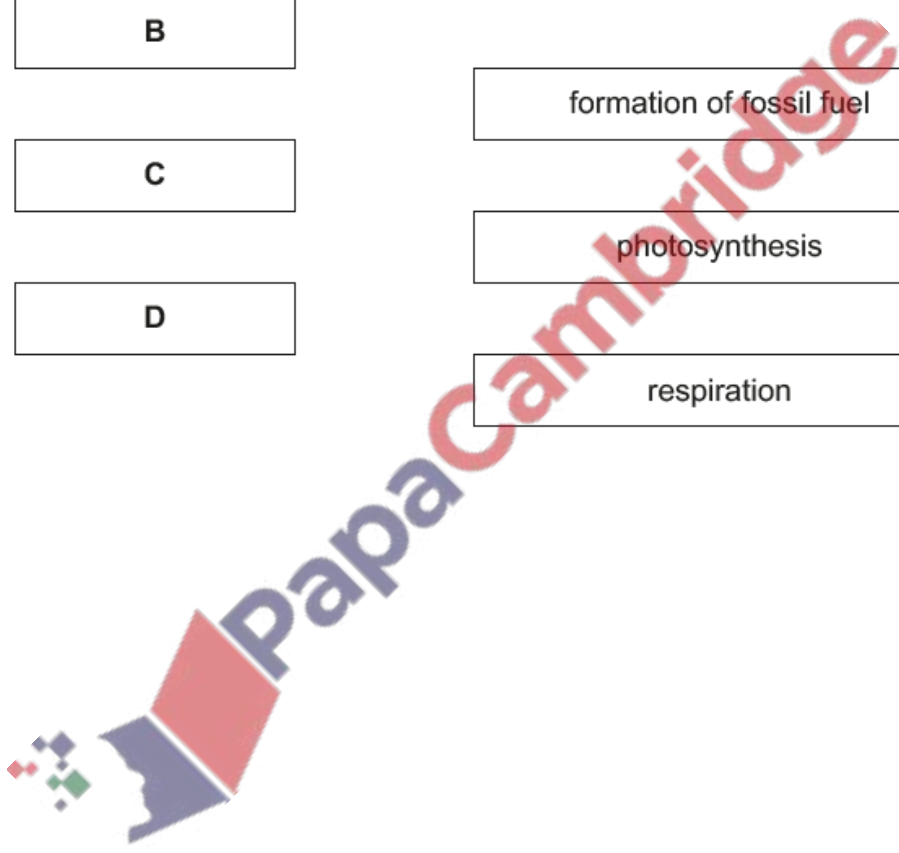 B
formation of fossil fuel
C
photosynthesis
D
respiration
PapaCambridge